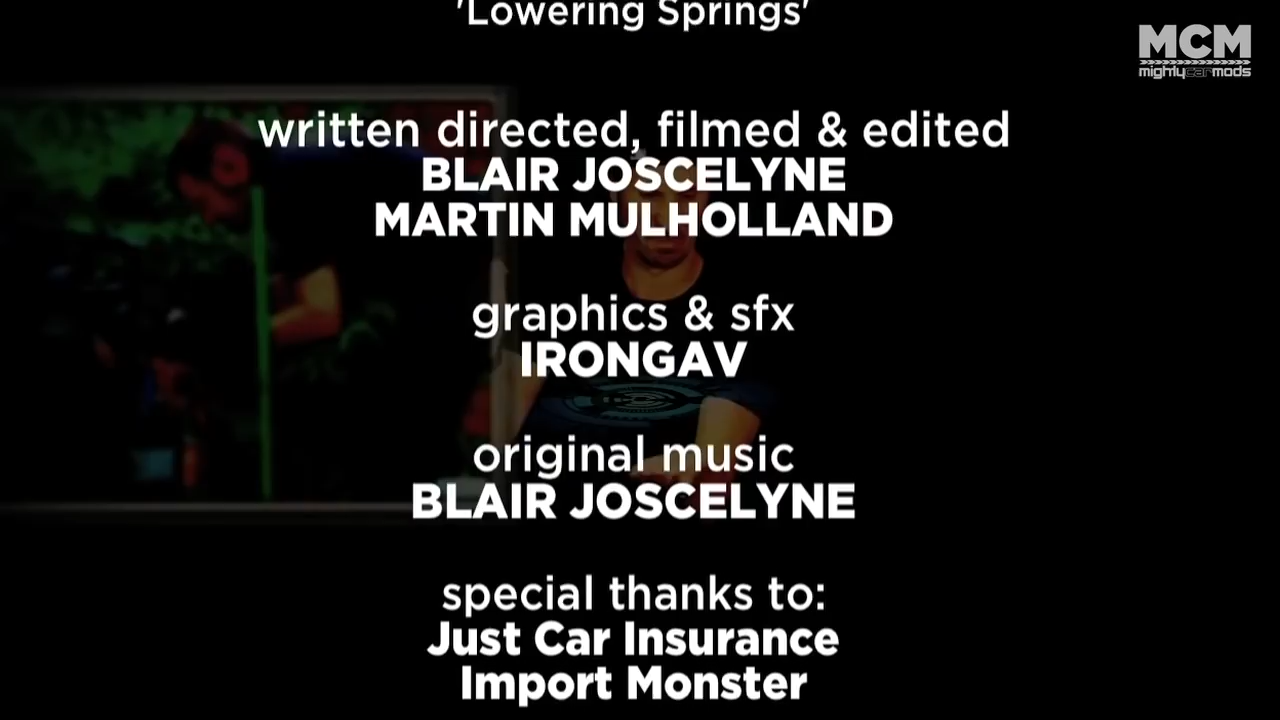 'Lowering Springs'
MCM
mightycarmods
written directed, filmed & edited
BLAIR JOSCELYNE
MARTIN MULHOLLAND
graphics & sfx
IRONGAV
original music
BLAIR JOSCELYNE
special thanks to:
Just Car Insurance
Import Monster